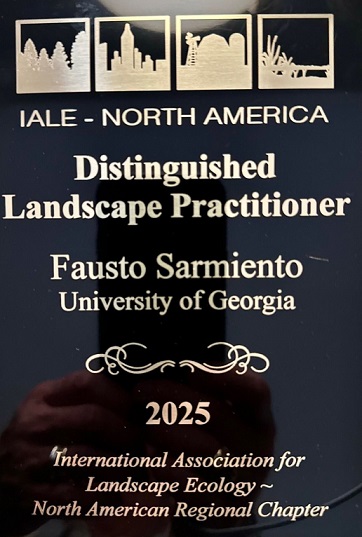 IALE - NORTH AMERICA
Distinguished
Landscape Practitioner
Fausto Sarmiento
University of Georgia
2025
International Association for
Landscape Ecology ~
North American Regional Chapter